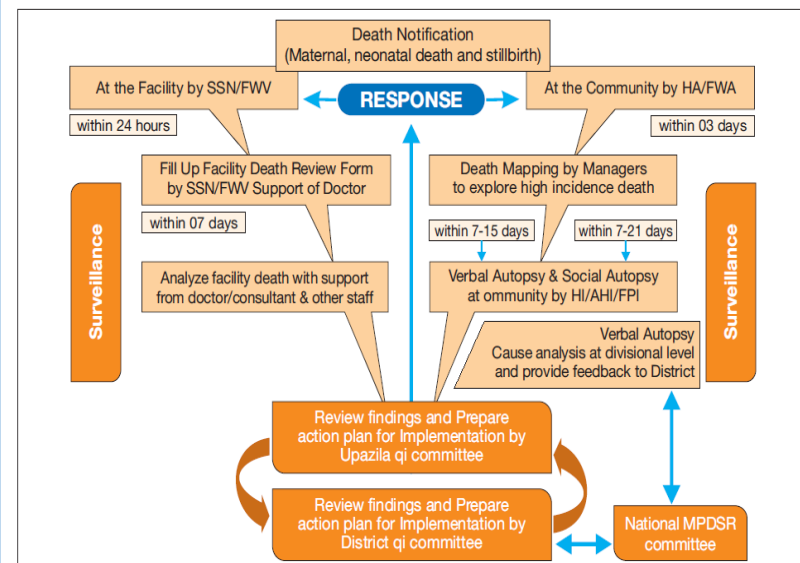 Death Notification
(Maternal, neonatal death and stillbirth)
At the Facility by SSN/FWV
RESPONSE
At the Community by HA/FWA
within 24 hours
within 03 days
Fill Up Facility Death Review Form
by SSN/FWV Support of Doctor
Death Mapping by Managers
to explore high incidence death
within 07 days
within 7-15 days
within 7-21 days
Surveillance
Analyze facility death with support
from doctor/consultant & other staff
Verbal Autopsy & Social Autopsy
at ommunity by HI/AHI/FPI
Surveillance
Verbal Autopsy
Cause analysis at divisional level
and provide feedback to District
Review findings and Prepare
action plan for Implementation by
Upazila qi committee
Review findings and Prepare
action plan for Implementation by
District qi committee
National MPDSR
committee